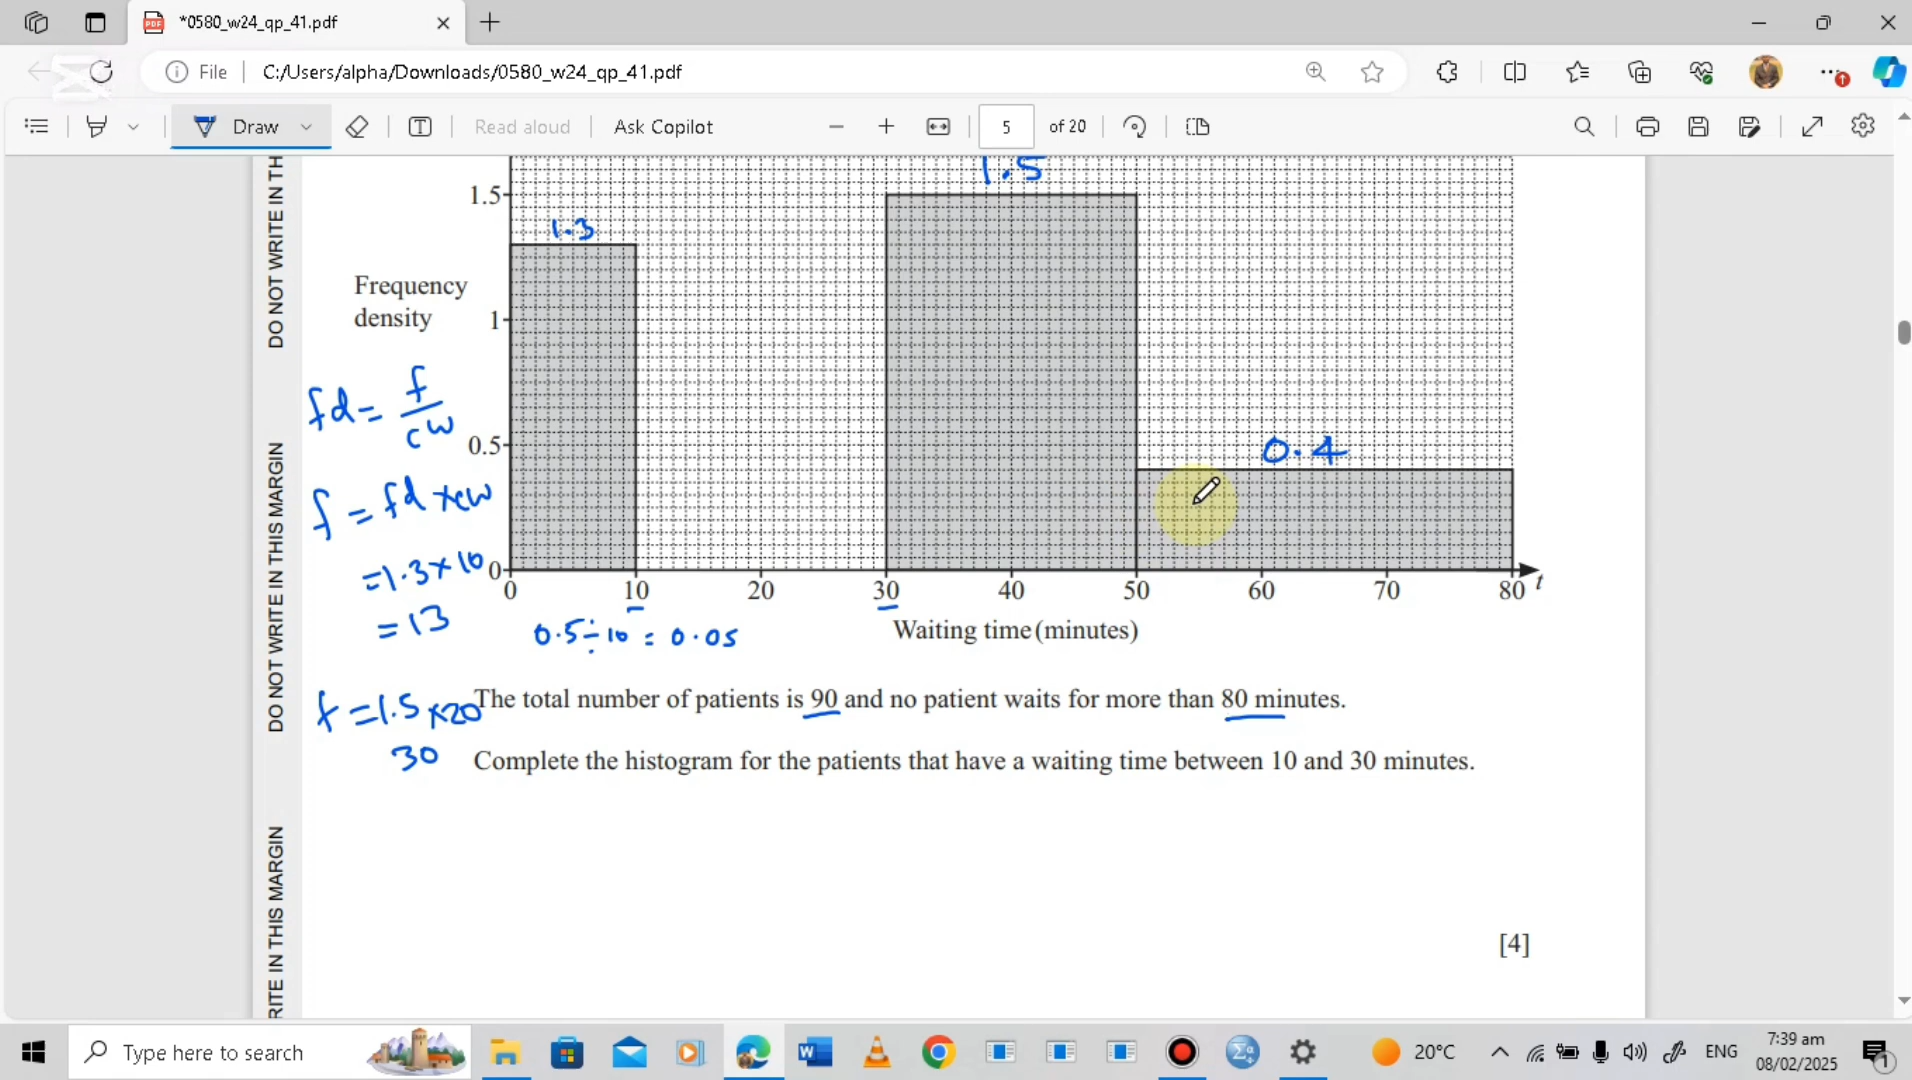 *0580_w24_qp_41.pdf
File C:/Users/alpha/Downloads/0580_w24_qp_41.pdf
Draw Read aloud Ask Copilot 5 of 20
DO NOT WRITE IN TH
DO NOT WRITE IN THIS MARGIN
RITE IN THIS MARGIN
1.5
1.5
1.3
Frequency
density
1
0.5
0
0.4
fd = f/cw
f = fd × cw
= 1.3 × 10
= 13
0 10 20 30 40 50 60 70 80 t
0.5 ÷ 10 = 0.05
Waiting time (minutes)
f = 1.5 × 20
30
The total number of patients is 90 and no patient waits for more than 80 minutes.
Complete the histogram for the patients that have a waiting time between 10 and 30 minutes.
[4]
Type here to search
20°C
ENG
7:39 am
08/02/2025
1